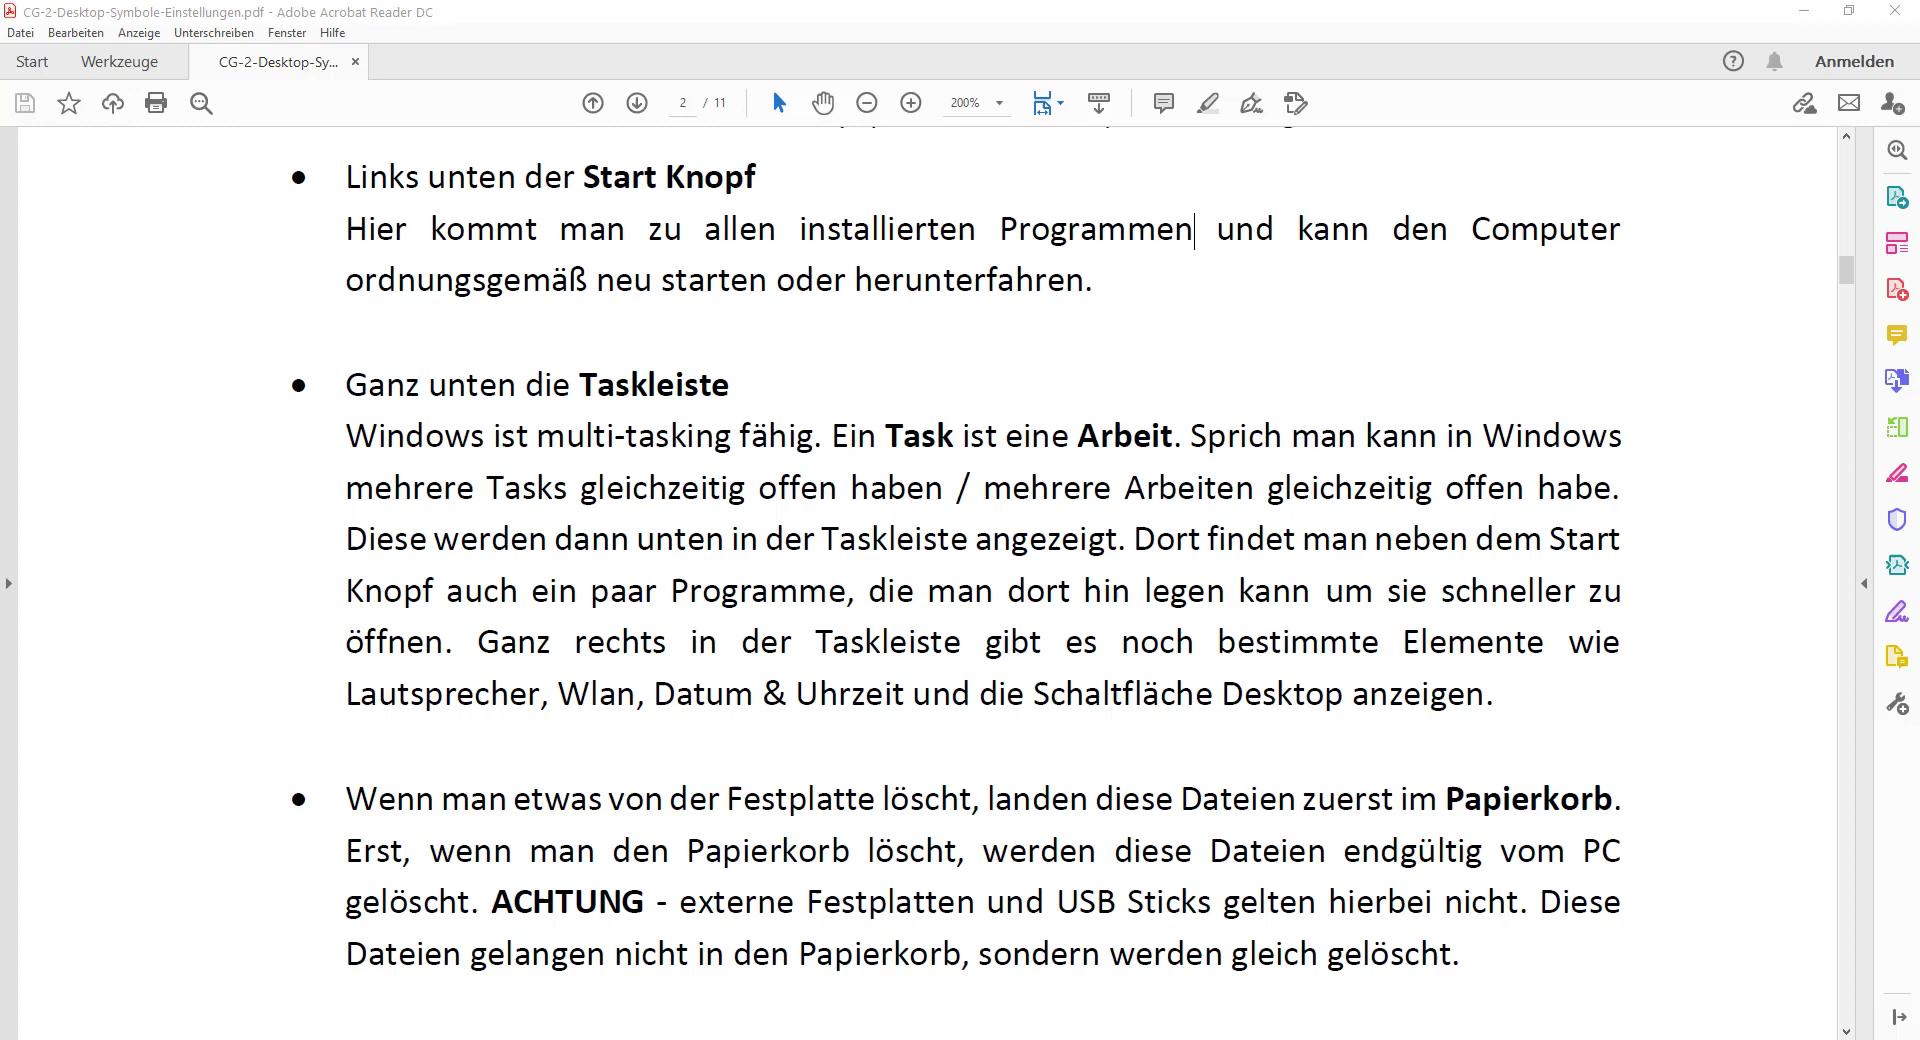 CG-2-Desktop-Symbole-Einstellungen.pdf - Adobe Acrobat Reader DC
Datei Bearbeiten Anzeige Unterschreiben Fenster Hilfe
Start Werkzeuge CG-2-Desktop-Sy... × Anmelden
2 / 11 200%
• Links unten der Start Knopf
Hier kommt man zu allen installierten Programmen und kann den Computer
ordnungsgemäß neu starten oder herunterfahren.
• Ganz unten die Taskleiste
Windows ist multi-tasking fähig. Ein Task ist eine Arbeit. Sprich man kann in Windows
mehrere Tasks gleichzeitig offen haben / mehrere Arbeiten gleichzeitig offen habe.
Diese werden dann unten in der Taskleiste angezeigt. Dort findet man neben dem Start
Knopf auch ein paar Programme, die man dort hin legen kann um sie schneller zu
öffnen. Ganz rechts in der Taskleiste gibt es noch bestimmte Elemente wie
Lautsprecher, Wlan, Datum & Uhrzeit und die Schaltfläche Desktop anzeigen.
• Wenn man etwas von der Festplatte löscht, landen diese Dateien zuerst im Papierkorb.
Erst, wenn man den Papierkorb löscht, werden diese Dateien endgültig vom PC
gelöscht. ACHTUNG - externe Festplatten und USB Sticks gelten hierbei nicht. Diese
Dateien gelangen nicht in den Papierkorb, sondern werden gleich gelöscht.